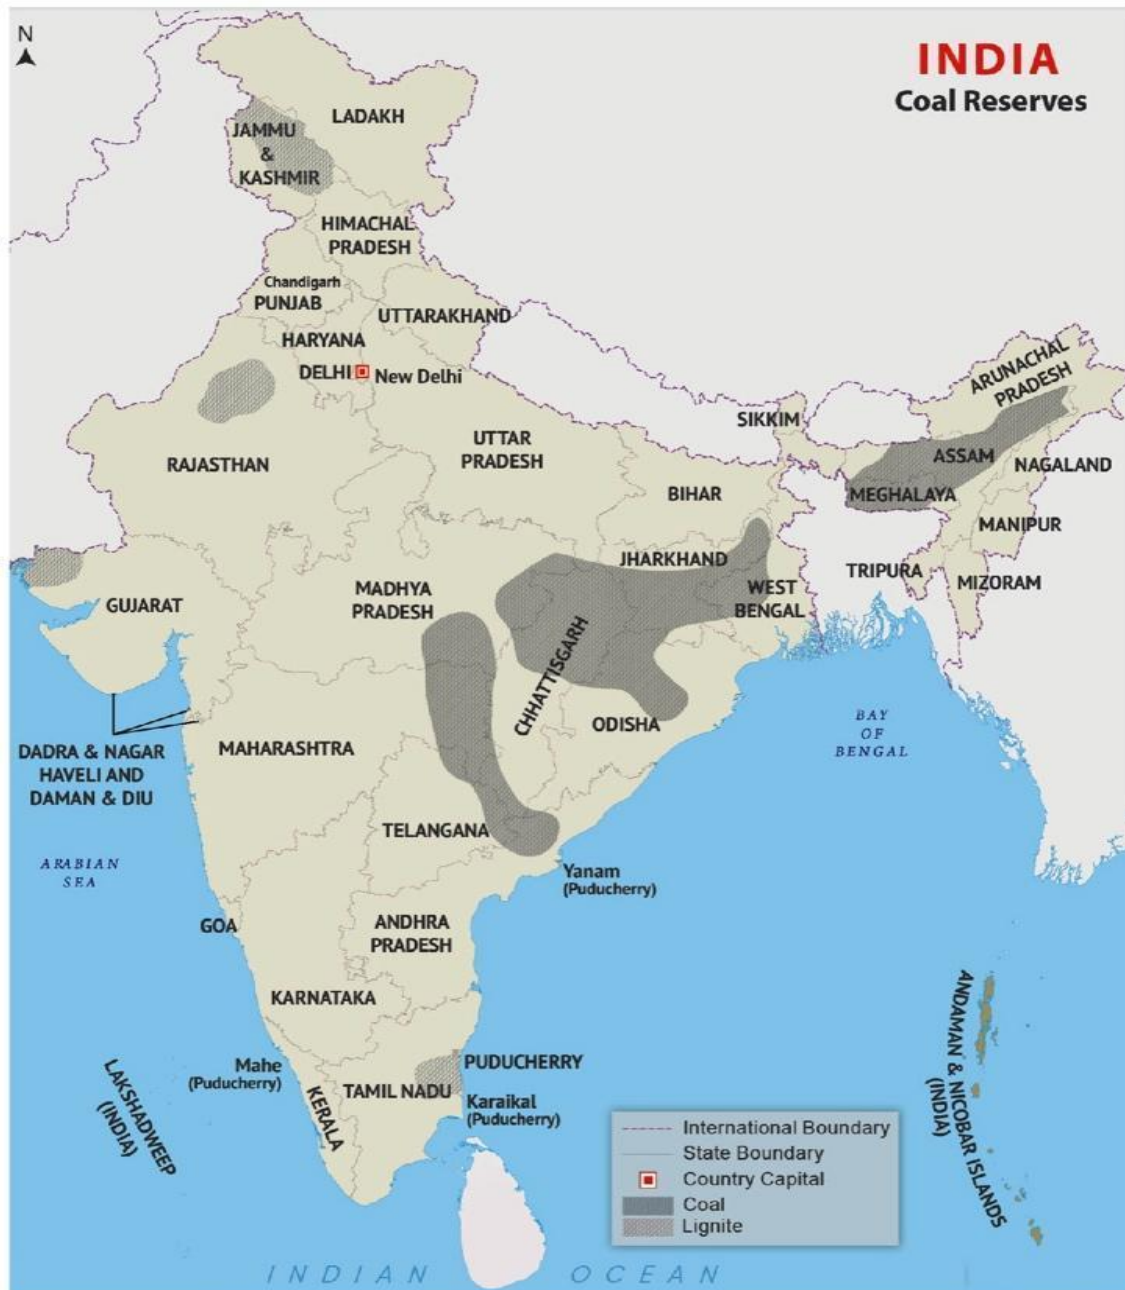 N
INDIA
Coal Reserves
LADAKH
JAMMU
&
KASHMIR
HIMACHAL
PRADESH
Chandigarh
PUNJAB
UTTARAKHAND
HARYANA
DELHI
New Delhi
ARUNACHAL
PRADESH
SIKKIM
UTTAR
PRADESH
RAJASTHAN
ASSAM
NAGALAND
BIHAR
MEGHALAYA
MANIPUR
JHARKHAND
TRIPURA
MIZORAM
MADHYA
PRADESH
WEST
BENGAL
GUJARAT
CHHATTISGARH
ODISHA
BAY
OF
BENGAL
MAHARASHTRA
DADRA & NAGAR
HAVELI AND
DAMAN & DIU
TELANGANA
ARABIAN
SEA
Yanam
(Puducherry)
GOA
ANDHRA
PRADESH
KARNATAKA
ANDAMAN & NICOBAR ISLANDS
(INDIA)
Mahe
(Puducherry)
PUDUCHERRY
TAMIL NADU
LAKSHADWEEP
(INDIA)
KERALA
Karaikal
(Puducherry)
International Boundary
State Boundary
Country Capital
Coal
Lignite
INDIAN OCEAN